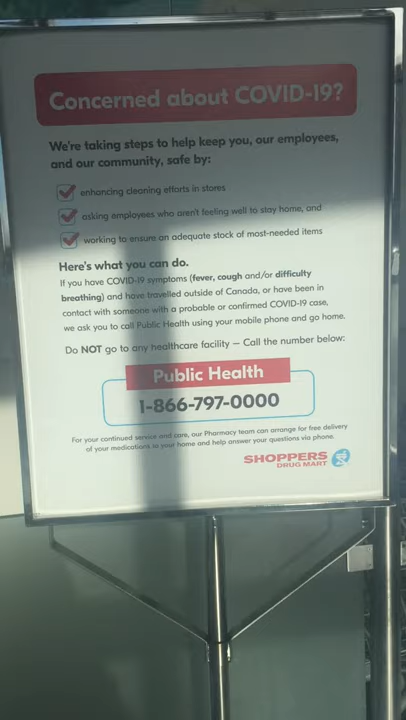 Concerned about COVID-19?
We're taking steps to help keep you, our employees,
and our community, safe by:
enhancing cleaning efforts in stores
asking employees who aren't feeling well to stay home, and
working to ensure an adequate stock of most-needed items
Here's what you can do.
If you have COVID-19 symptoms (fever, cough and/or difficulty
breathing) and have travelled outside of Canada, or have been in
contact with someone with a probable or confirmed COVID-19 case,
we ask you to call Public Health using your mobile phone and go home.
Do NOT go to any healthcare facility — Call the number below:
Public Health
1-866-797-0000
For your continued service and care, our Pharmacy team can arrange for free delivery
of your medications to your home and help answer your questions via phone.
SHOPPERS
DRUG MART